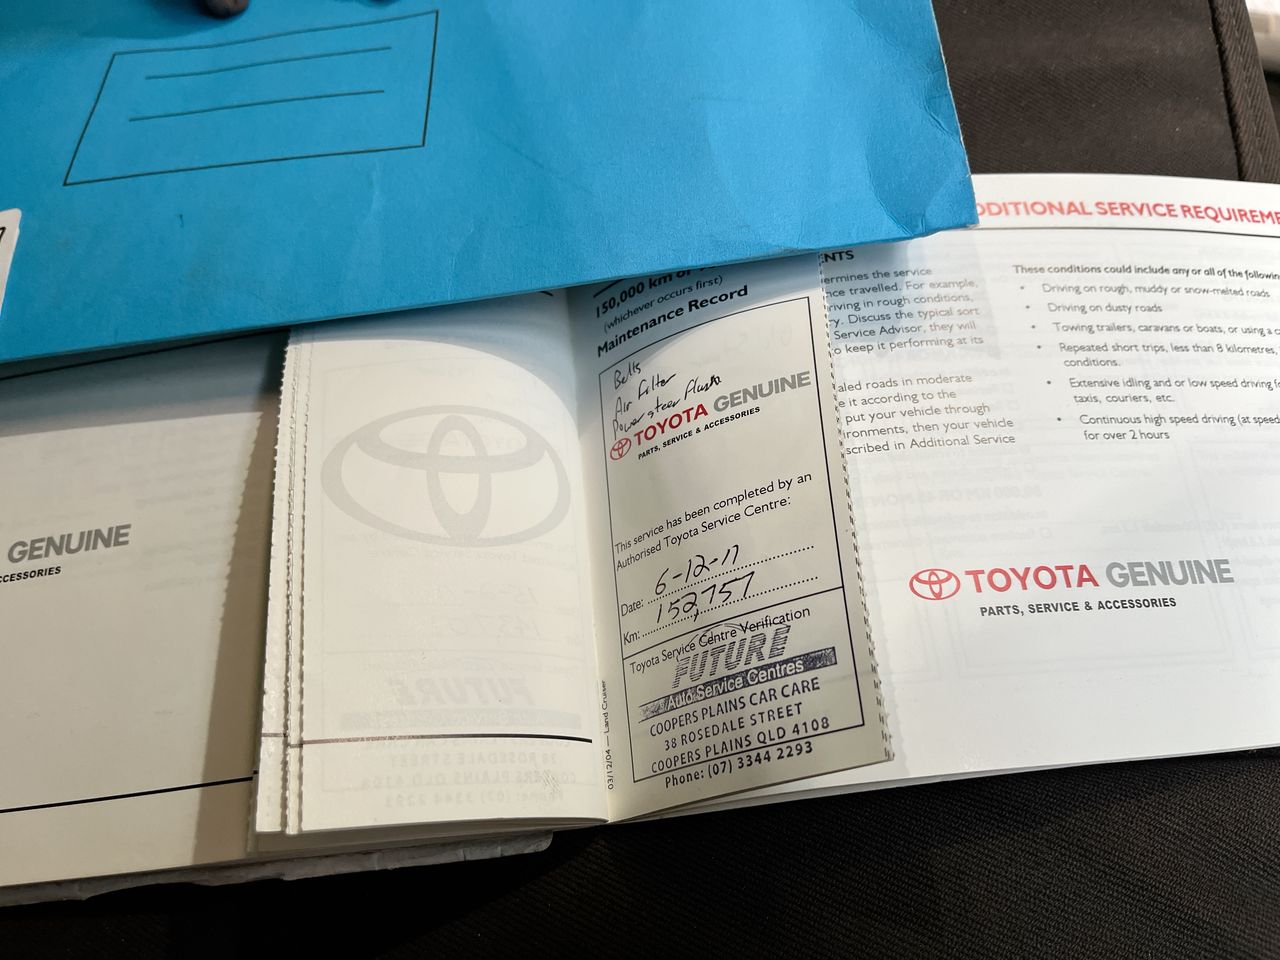 GENUINE
CCESSORIES
150,000 km or
(whichever occurs first)
Maintenance Record
Belts
Air Filter
Power steer Flush
TOYOTA GENUINE
PARTS, SERVICE & ACCESSORIES
This service has been completed by an
Authorised Toyota Service Centre:
Date: 6-12-17
Km: 152,757
Toyota Service Centre Verification
FUTURE
Auto Service Centres
COOPERS PLAINS CAR CARE
38 ROSEDALE STREET
COOPERS PLAINS QLD 4108
Phone: (07) 3344 2293
03/12/04 — Land Cruiser
DDITIONAL SERVICE REQUIREME
NTS
ermines the service
nce travelled. For example,
riving in rough conditions,
y. Discuss the typical sort
Service Advisor, they will
o keep it performing at its
aled roads in moderate
e it according to the
put your vehicle through
ironments, then your vehicle
scribed in Additional Service
These conditions could include any or all of the followin
• Driving on rough, muddy or snow-melted roads
• Driving on dusty roads
• Towing trailers, caravans or boats, or using a c
• Repeated short trips, less than 8 kilometres,
conditions.
• Extensive idling and or low speed driving fo
taxis, couriers, etc.
• Continuous high speed driving (at speed
for over 2 hours
TOYOTA GENUINE
PARTS, SERVICE & ACCESSORIES